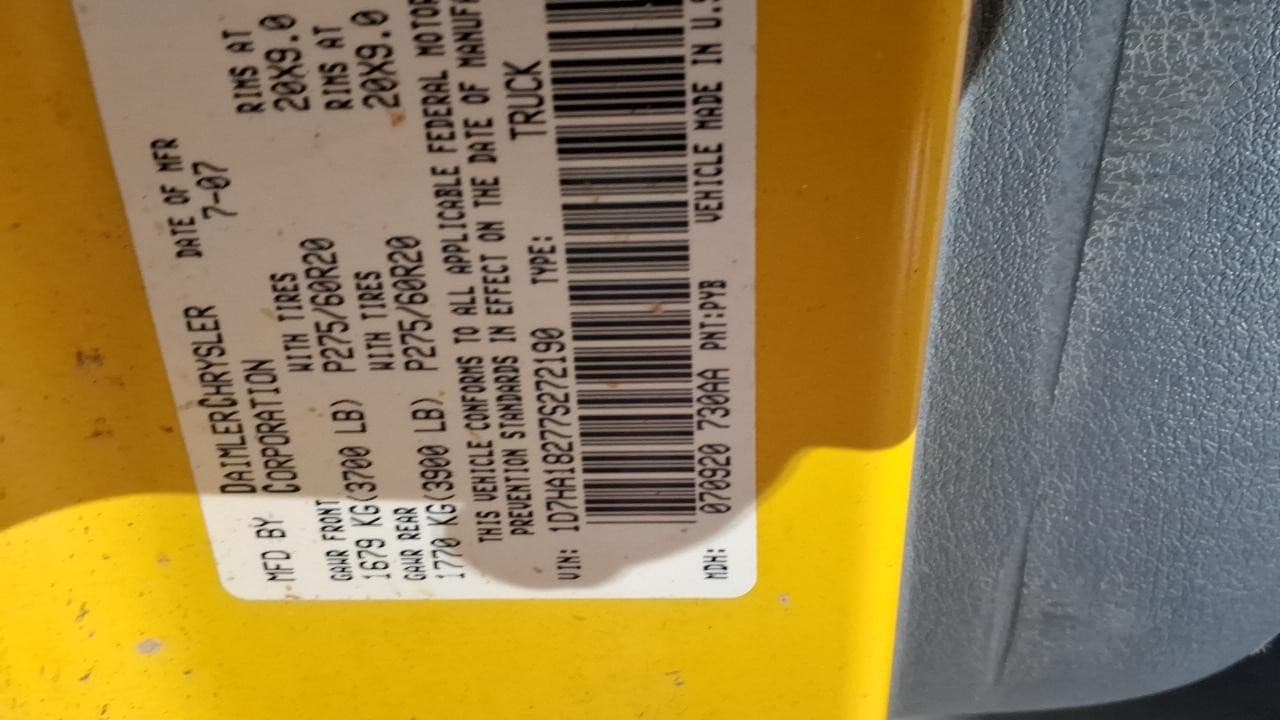 MFD BY DAIMLERCHRYSLER DATE OF MFR
CORPORATION 7-07
GAWR FRONT WITH TIRES RIMS AT
1679 KG(3700 LB) P275/60R20 20X9.0
GAWR REAR WITH TIRES RIMS AT
1770 KG(3900 LB) P275/60R20 20X9.0
THIS VEHICLE CONFORMS TO ALL APPLICABLE FEDERAL MOTOR
PREVENTION STANDARDS IN EFFECT ON THE DATE OF MANUF
VIN: 1D7HA18277S272190 TYPE: TRUCK
MDH: 070920 730AA PNT:PYB VEHICLE MADE IN U.S